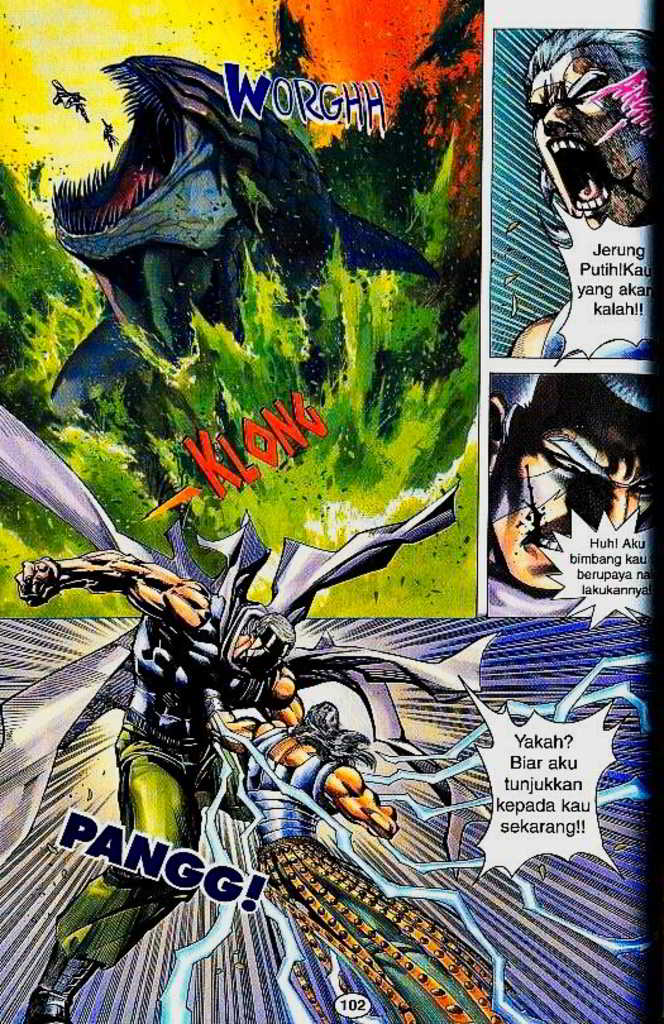 WORGHH
KLONG
Jerung
Putih!Kau
yang akan
kalah!!
Huh! Aku
bimbang kau
berupaya
lakukannya!
Yakah?
Biar aku
tunjukkan
kepada kau
sekarang!!
PANGG!
102